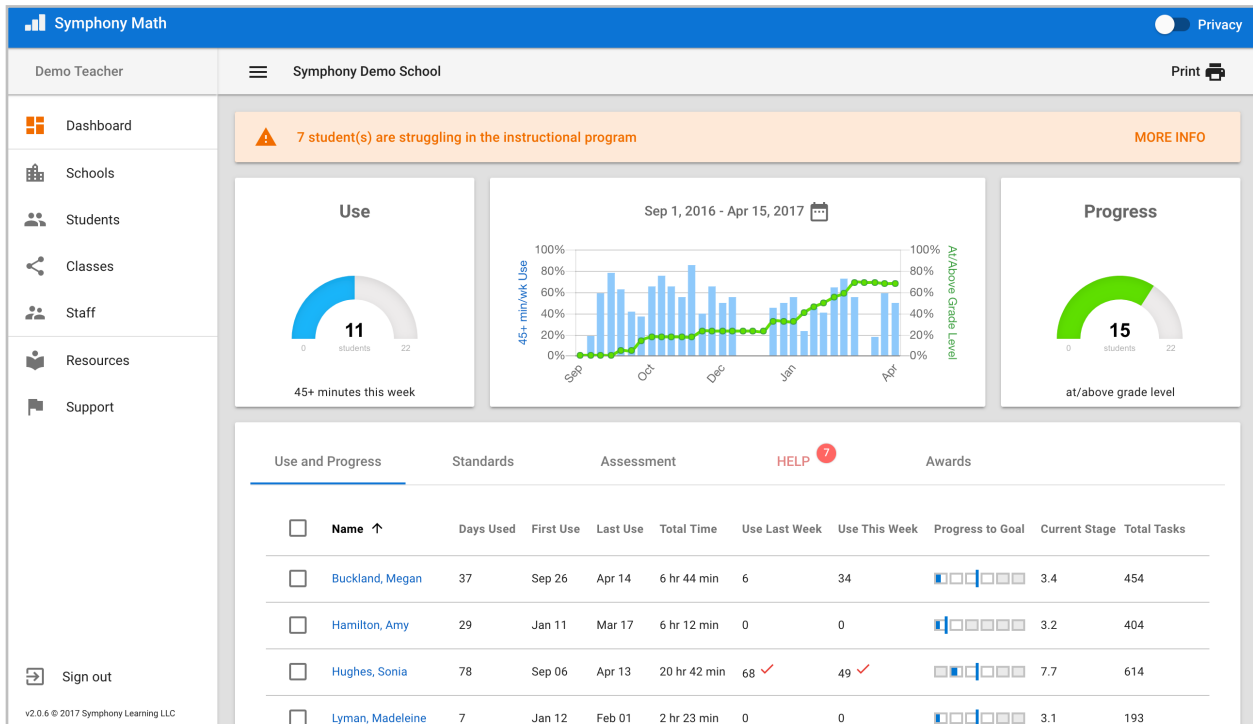 Symphony Math
Privacy
Demo Teacher
Symphony Demo School
Print
Dashboard
Schools
Students
Classes
Staff
Resources
Support
Sign out
v2.0.6 © 2017 Symphony Learning LLC
7 student(s) are struggling in the instructional program
MORE INFO
Use
11
0 students 22
45+ minutes this week
Sep 1, 2016 - Apr 15, 2017
45+ min/wk Use
100% 100%
80% 80%
60% 60%
40% 40%
20% 20%
0% 0%
At/Above Grade Level
Sep Oct Dec Jan Apr
Progress
15
0 students 22
at/above grade level
Use and Progress Standards Assessment HELP 7 Awards
Name Days Used First Use Last Use Total Time Use Last Week Use This Week Progress to Goal Current Stage Total Tasks
Buckland, Megan 37 Sep 26 Apr 14 6 hr 44 min 6 34 3.4 454
Hamilton, Amy 29 Jan 11 Mar 17 6 hr 12 min 0 0 3.2 404
Hughes, Sonia 78 Sep 06 Apr 13 20 hr 42 min 68 49 7.7 614
Lyman, Madeleine 7 Jan 12 Feb 01 2 hr 23 min 0 0 3.1 193